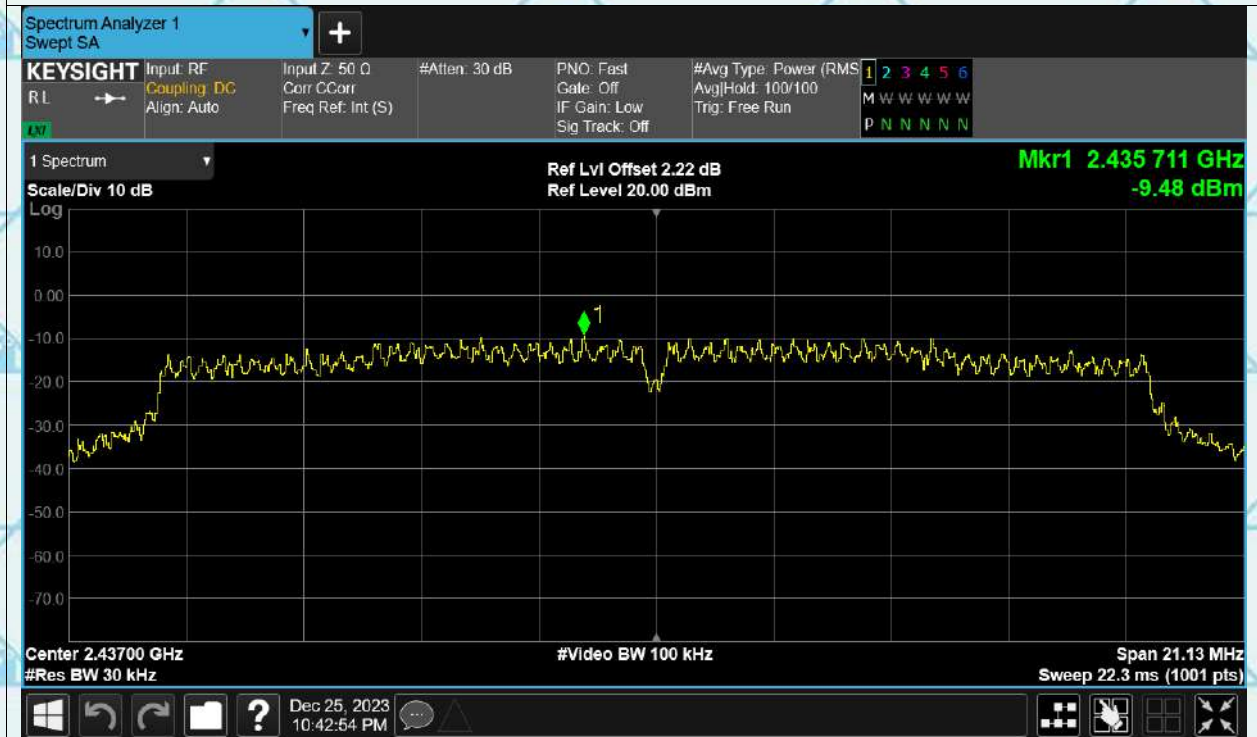 Spectrum Analyzer 1
Swept SA
KEYSIGHT
RL
LXI
Input: RF
Coupling: DC
Align: Auto
Input Z: 50 Ω
Corr CCorr
Freq Ref: Int (S)
#Atten: 30 dB
PNO: Fast
Gate: Off
IF Gain: Low
Sig Track: Off
#Avg Type: Power (RMS
Avg|Hold: 100/100
Trig: Free Run
1 2 3 4 5 6
M W W W W W
P N N N N N
1 Spectrum
Scale/Div 10 dB
Ref Lvl Offset 2.22 dB
Ref Level 20.00 dBm
Mkr1 2.435 711 GHz
-9.48 dBm
Log
10.0
0.00
1
-10.0
-20.0
-30.0
-40.0
-50.0
-60.0
-70.0
Center 2.43700 GHz
#Res BW 30 kHz
#Video BW 100 kHz
Span 21.13 MHz
Sweep 22.3 ms (1001 pts)
?
Dec 25, 2023
10:42:54 PM